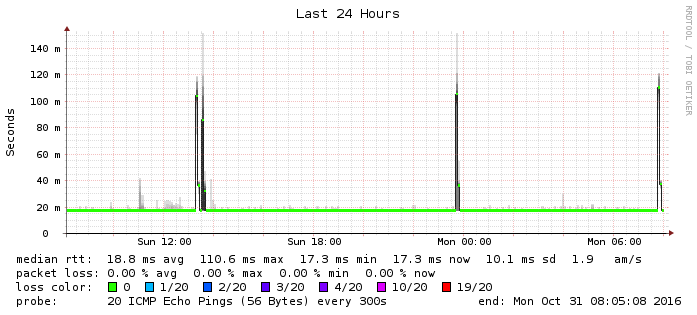 Last 24 Hours
RRDTOOL / TOBI OETIKER
Seconds
140 m
120 m
100 m
80 m
60 m
40 m
20 m
0
Sun 12:00 Sun 18:00 Mon 00:00 Mon 06:00
median rtt: 18.8 ms avg 110.6 ms max 17.3 ms min 17.3 ms now 10.1 ms sd 1.9 am/s
packet loss: 0.00 % avg 0.00 % max 0.00 % min 0.00 % now
loss color: 0 1/20 2/20 3/20 4/20 10/20 19/20
probe: 20 ICMP Echo Pings (56 Bytes) every 300s end: Mon Oct 31 08:05:08 2016